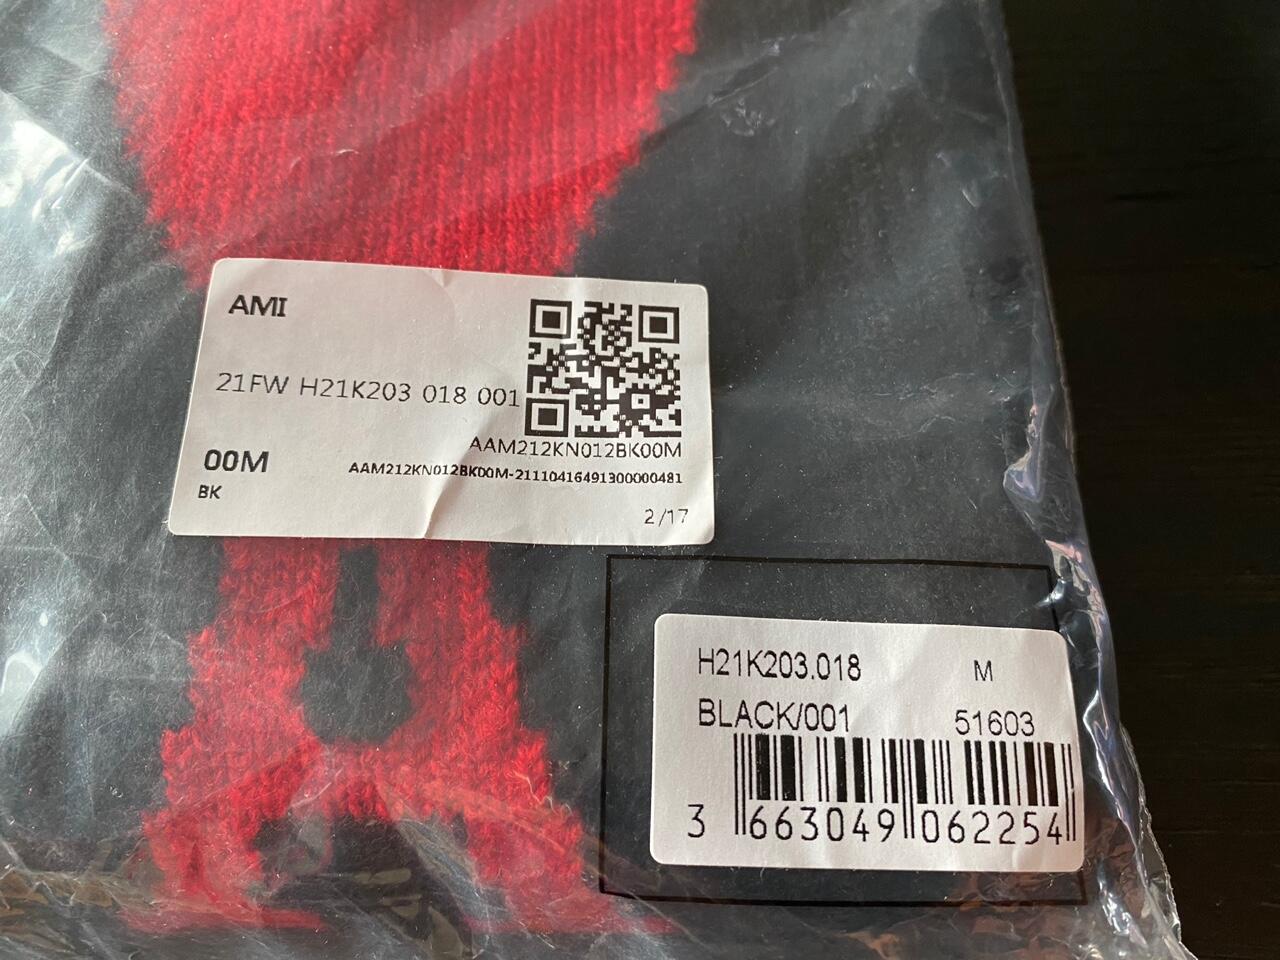 AMI
21FW H21K203 018 001
AAM212KN012BK00M
00M
AAM212KN012BK00M-21110416491300000481
BK
2/17
H21K203.018 M
BLACK/001 51603
3 663049 062254